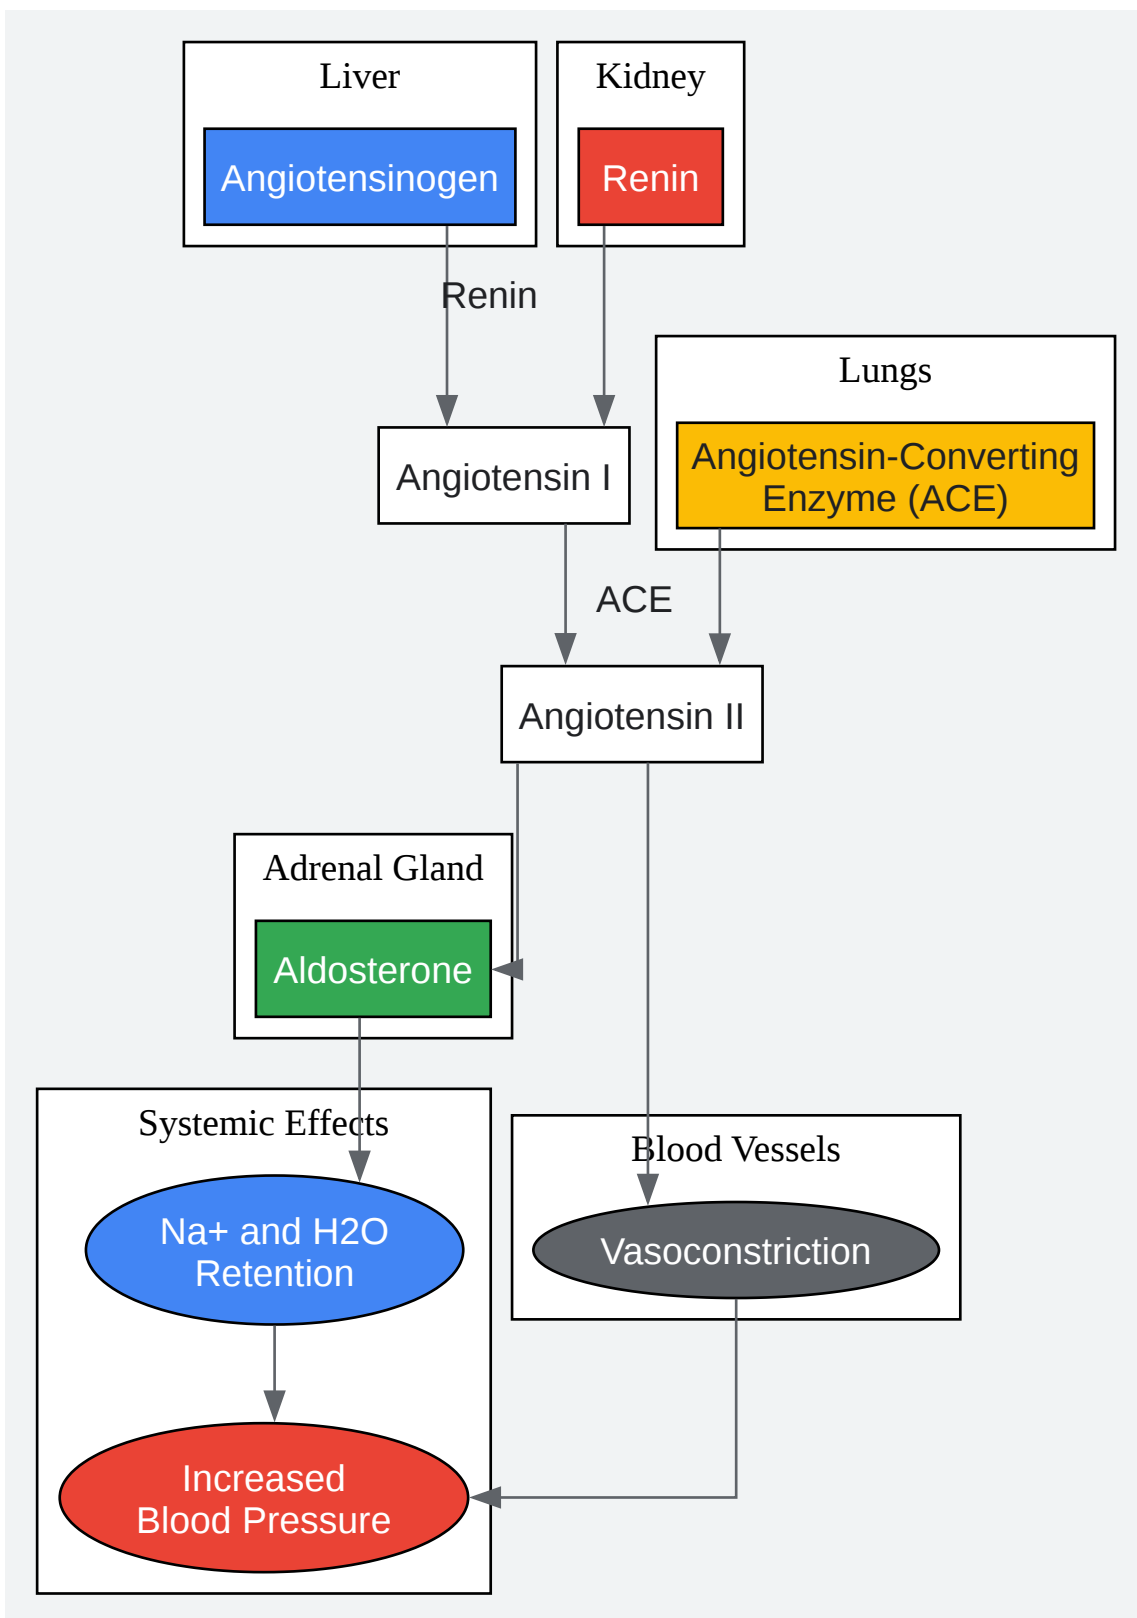 Liver
Kidney
Angiotensinogen
Renin
Renin
Lungs
Angiotensin I
Angiotensin-Converting
Enzyme (ACE)
ACE
Angiotensin II
Adrenal Gland
Aldosterone
Systemic Effects
Blood Vessels
Na+ and H2O
Retention
Vasoconstriction
Increased
Blood Pressure